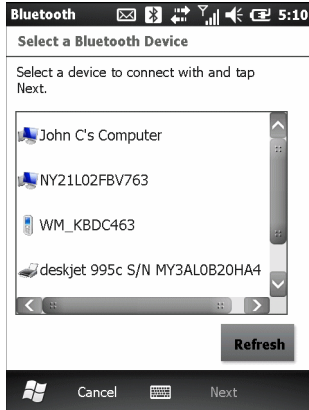 Bluetooth 5:10
Select a Bluetooth Device
Select a device to connect with and tap
Next.
John C's Computer
NY21L02FBV763
WM_KBDC463
deskjet 995c S/N MY3AL0B20HA4
Refresh
Cancel Next